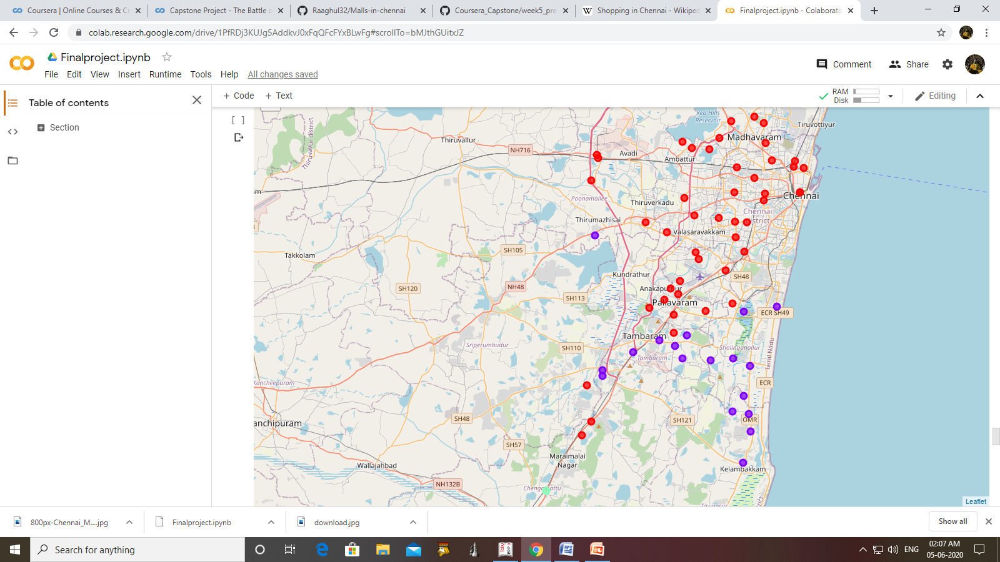 Coursera | Online Courses & Cr
Capstone Project - The Battle o
Raaghul32/Malls-in-chennai
Coursera_Capstone/week5_pre
Shopping in Chennai - Wikiped
Finalproject.ipynb - Colaborato
colab.research.google.com/drive/1PfRDj3KUJg5AddkvJ0xFqQFcFYxBLwFg#scrollTo=bMJthGUitxJZ
Finalproject.ipynb
Comment
Share
File Edit View Insert Runtime Tools Help All changes saved
Table of contents
+ Code + Text
RAM
Disk
Editing
Section
[ ]
Red Hills
Reservoir
Tiruvottiyur
Madhavaram
Thiruvallur
Thiruvallur district
NH716
Avadi
Ambattur
am
Poonamallee
Chennai
Thiruverkadu
Chennai
District
Thirumazhisai
Valasaravakkam
SH105
Takkolam
Kundrathur
SH48
NH48
SH120
SH113
Pallavaram
ECR SH49
Tambaram
Sriperumbudur
SH110
Sholinganallur
Tambaram
Tamil Nadu
Kancheepuram
ECR
SH48
SH121
OMR
anchipuram
SH57
Maraimalai
Nagar
Wallajahbad
Kelambakkam
NH132B
Leaflet
800px-Chennai_M....jpg
Finalproject.ipynb
download.jpg
Show all
Search for anything
ENG
02:07 AM
05-06-2020